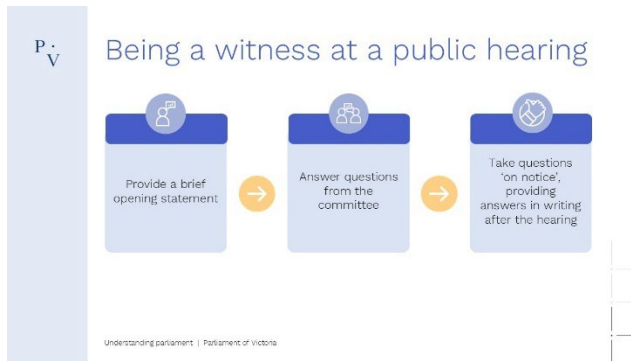 P.
V
Being a witness at a public hearing
Provide a brief
opening statement
Answer questions
from the
committee
Take questions
'on notice',
providing
answers in writing
after the hearing
Understanding parliament | Parliament of Victoria